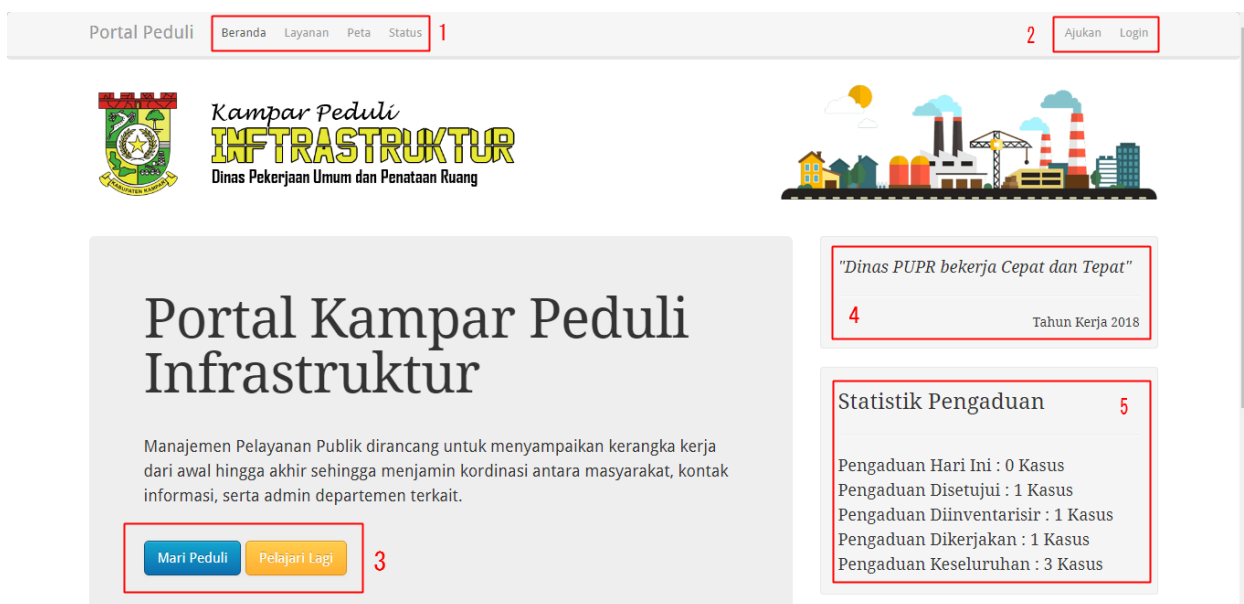 Portal Peduli Beranda Layanan Peta Status 1 2 Ajukan Login
Kampar Peduli
INFTRASTRUKTUR
Dinas Pekerjaan Umum dan Penataan Ruang
KABUPATEN KAMPAR
Portal Kampar Peduli
Infrastruktur
Manajemen Pelayanan Publik dirancang untuk menyampaikan kerangka kerja
dari awal hingga akhir sehingga menjamin kordinasi antara masyarakat, kontak
informasi, serta admin departemen terkait.
Mari Peduli Pelajari Lagi 3
"Dinas PUPR bekerja Cepat dan Tepat"
4 Tahun Kerja 2018
Statistik Pengaduan 5
Pengaduan Hari Ini : 0 Kasus
Pengaduan Disetujui : 1 Kasus
Pengaduan Diinventarisir : 1 Kasus
Pengaduan Dikerjakan : 1 Kasus
Pengaduan Keseluruhan : 3 Kasus